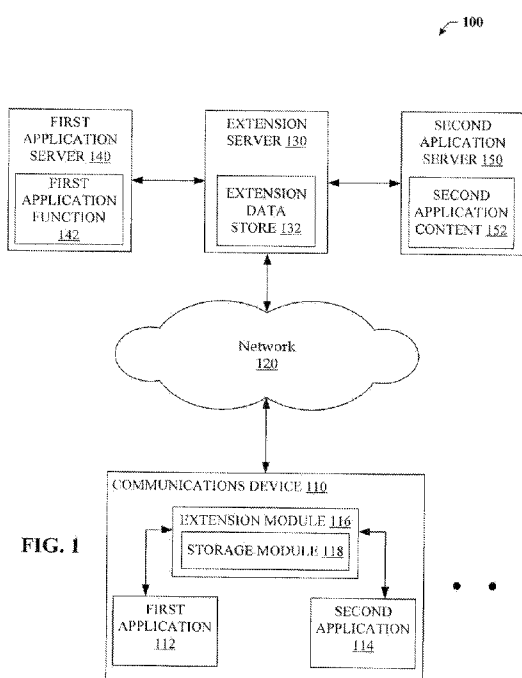 100
FIRST
APPLICATION
SERVER 140
FIRST
APPLICATION
FUNCTION
142
EXTENSION
SERVER 130
EXTENSION
DATA
STORE 132
SECOND
APLICATION
SERVER 150
SECOND
APPLICATION
CONTENT 152
Network
120
COMMUNICATIONS DEVICE 110
EXTENSION MODULE 116
STORAGE MODULE 118
FIG. 1
FIRST
APPLICATION
112
SECOND
APPLICATION
114